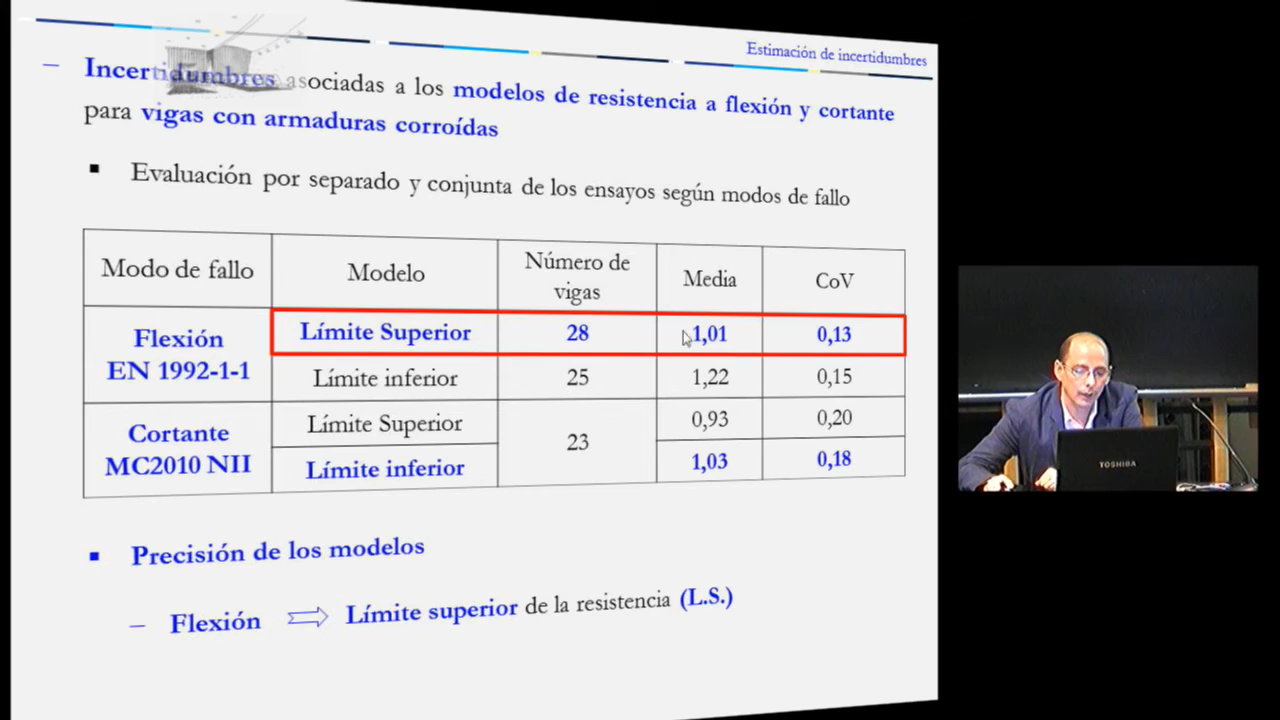 Estimación de incertidumbres
– Incertidumbres asociadas a los modelos de resistencia a flexión y cortante
para vigas con armaduras corroídas
▪ Evaluación por separado y conjunta de los ensayos según modos de fallo
Modo de fallo Modelo Número de vigas Media CoV
Flexión EN 1992-1-1 Límite Superior 28 1,01 0,13
Límite inferior 25 1,22 0,15
Cortante MC2010 NII Límite Superior 23 0,93 0,20
Límite inferior 1,03 0,18
▪ Precisión de los modelos
– Flexión ⇒ Límite superior de la resistencia (L.S.)
TOSHIBA